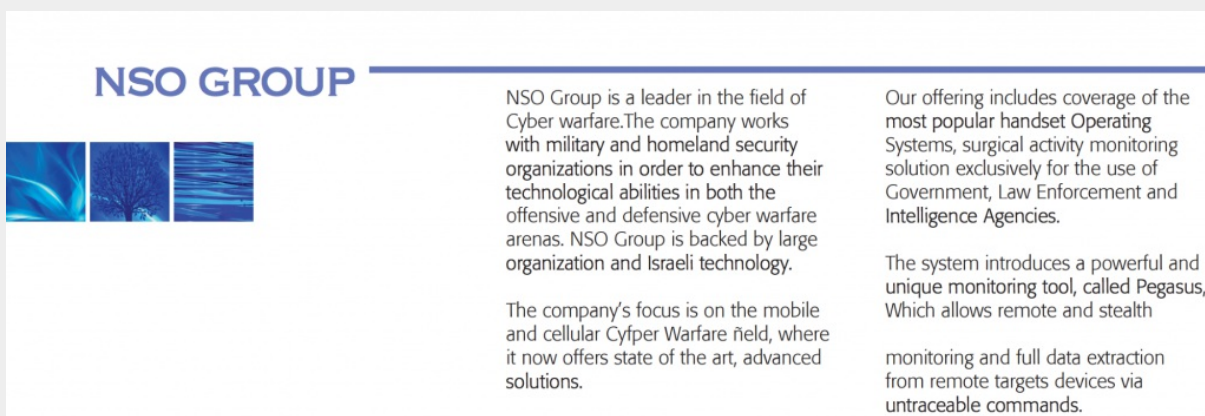 NSO GROUP
NSO Group is a leader in the field of
Cyber warfare.The company works
with military and homeland security
organizations in order to enhance their
technological abilities in both the
offensive and defensive cyber warfare
arenas. NSO Group is backed by large
organization and Israeli technology.
The company's focus is on the mobile
and cellular Cyfper Warfare ñeld, where
it now offers state of the art, advanced
solutions.
Our offering includes coverage of the
most popular handset Operating
Systems, surgical activity monitoring
solution exclusively for the use of
Government, Law Enforcement and
Intelligence Agencies.
The system introduces a powerful and
unique monitoring tool, called Pegasus,
Which allows remote and stealth
monitoring and full data extraction
from remote targets devices via
untraceable commands.